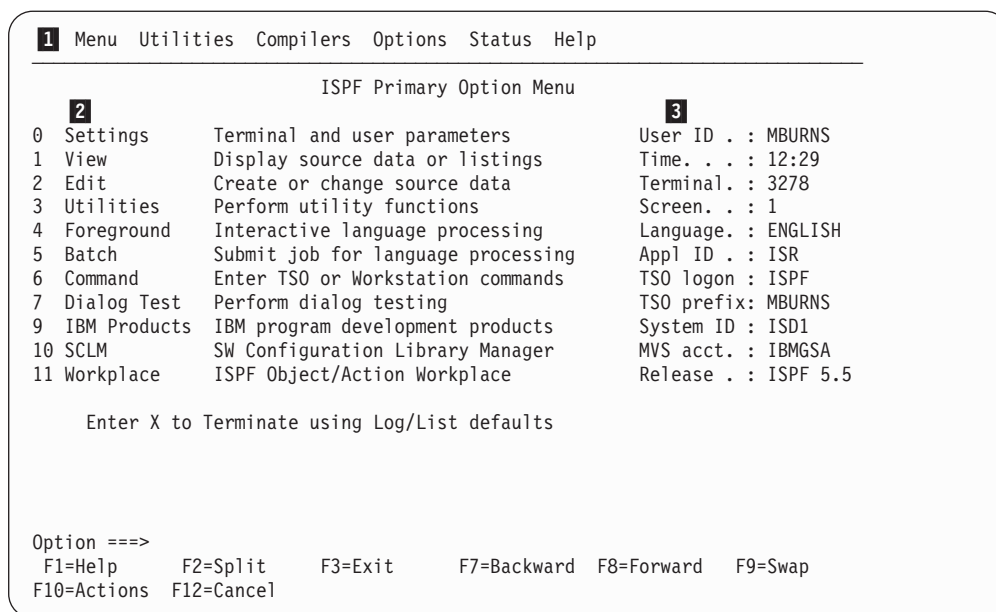 1 Menu Utilities Compilers Options Status Help
ISPF Primary Option Menu
2 3
0 Settings Terminal and user parameters User ID . : MBURNS
1 View Display source data or listings Time. . . : 12:29
2 Edit Create or change source data Terminal. : 3278
3 Utilities Perform utility functions Screen. . : 1
4 Foreground Interactive language processing Language. : ENGLISH
5 Batch Submit job for language processing Appl ID . : ISR
6 Command Enter TSO or Workstation commands TSO logon : ISPF
7 Dialog Test Perform dialog testing TSO prefix: MBURNS
9 IBM Products IBM program development products System ID : ISD1
10 SCLM SW Configuration Library Manager MVS acct. : IBMGSA
11 Workplace ISPF Object/Action Workplace Release . : ISPF 5.5
Enter X to Terminate using Log/List defaults
Option ===>
F1=Help F2=Split F3=Exit F7=Backward F8=Forward F9=Swap
F10=Actions F12=Cancel